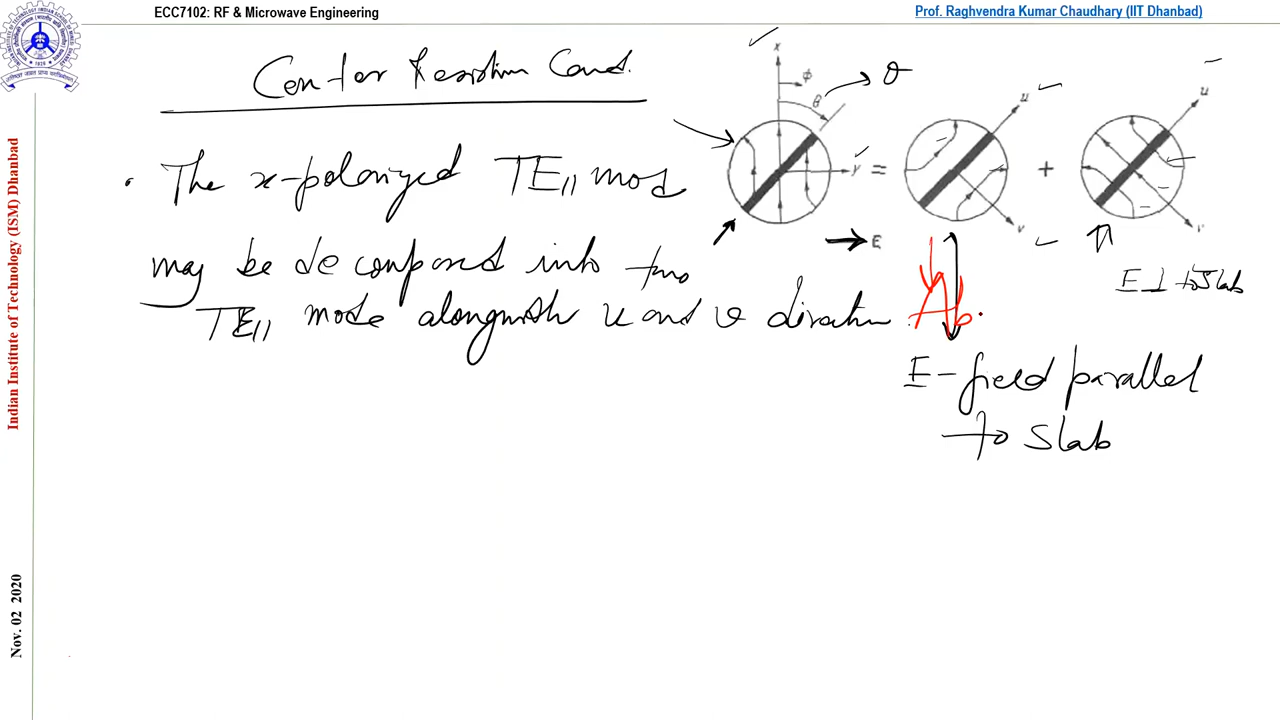 ECC7102: RF & Microwave Engineering
Prof. Raghvendra Kumar Chaudhary (IIT Dhanbad)
Indian Institute of Technology (ISM) Dhanbad
Nov. 02 2020
Center Resistive Card.
• The x-polarized TE11 mod
may be decomposed into two
TE11 mode alongwith u and v direction.
x
ϕ
θ
θ
y
=
u
v
+
u
v
E
Ab.
E ⊥ to Slab
E-field parallel
to Slab